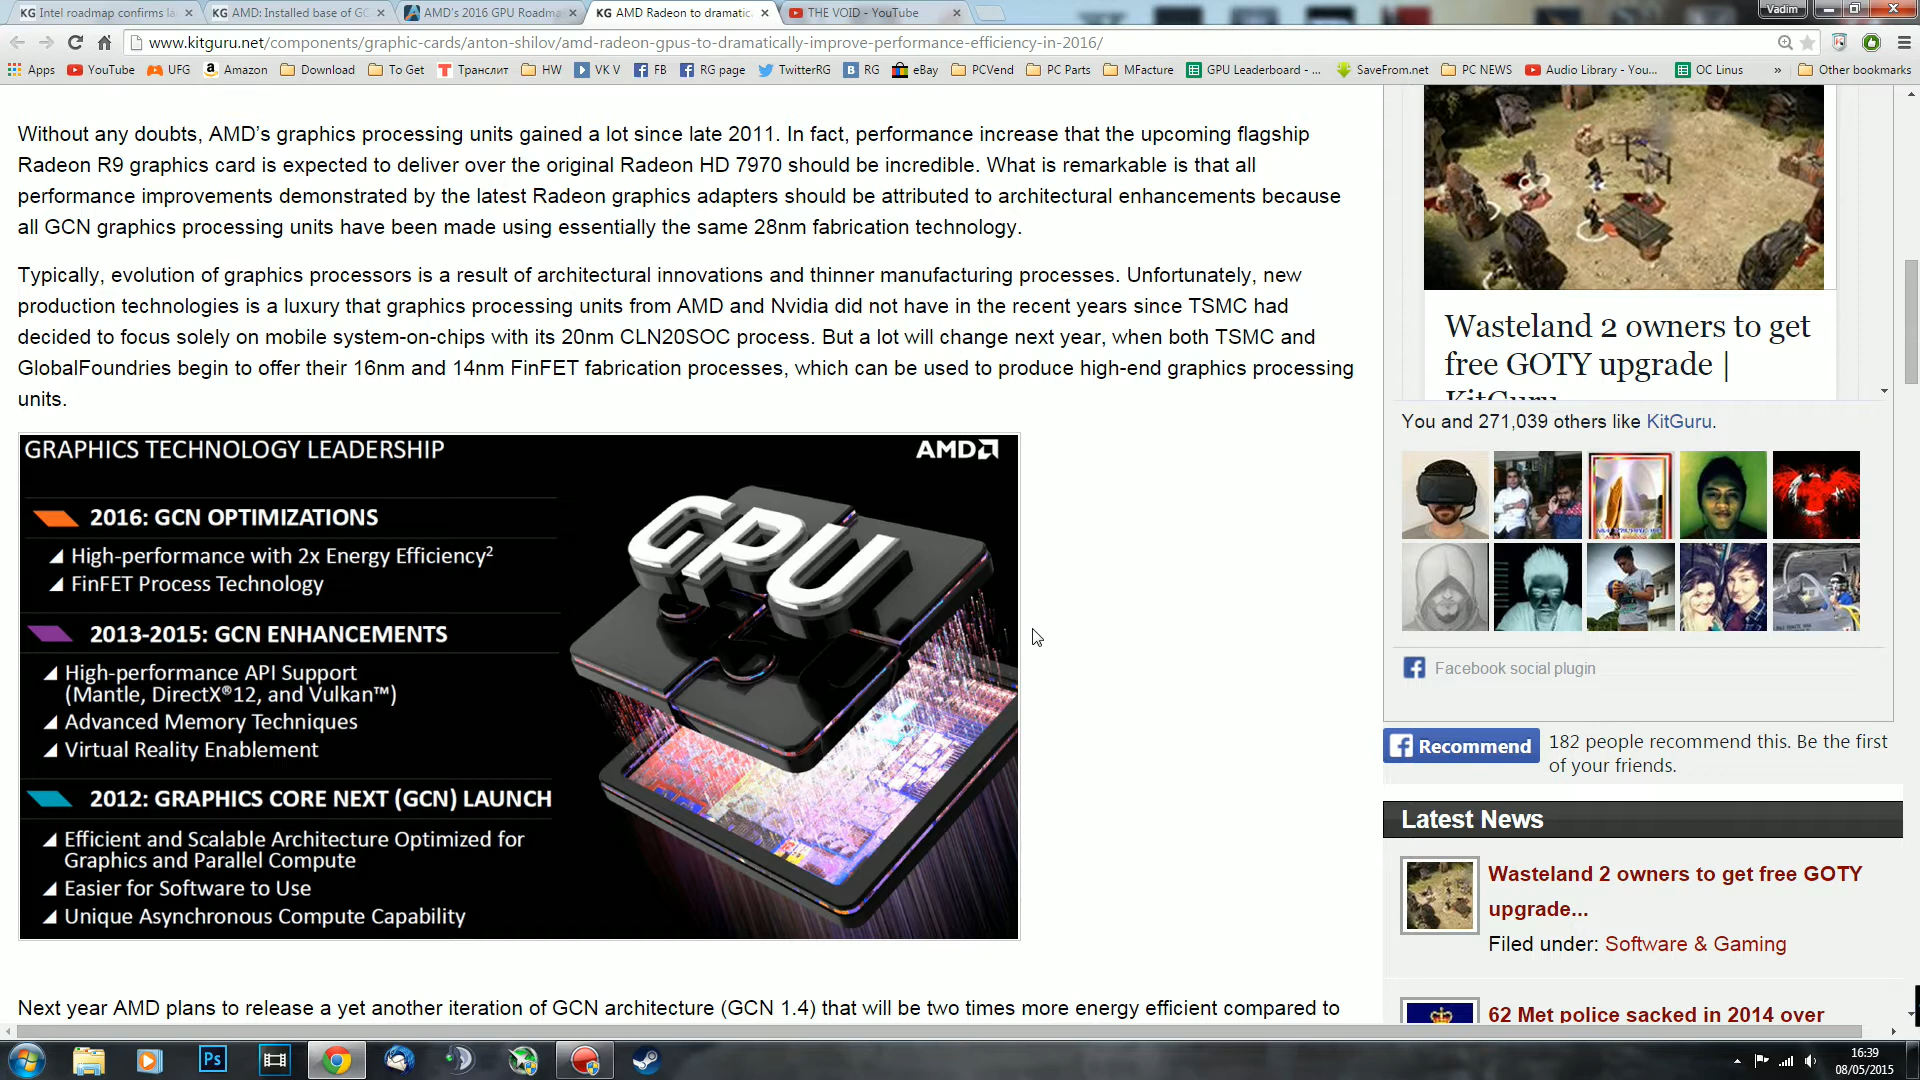 KG Intel roadmap confirms la
KG AMD: Installed base of GC
AMD's 2016 GPU Roadma
KG AMD Radeon to dramatic
THE VOID - YouTube
Vadim
www.kitguru.net/components/graphic-cards/anton-shilov/amd-radeon-gpus-to-dramatically-improve-performance-efficiency-in-2016/
Apps YouTube UFG Amazon Download To Get Транслит HW VK V FB RG page TwitterRG RG eBay PCVend PC Parts MFacture GPU Leaderboard - ... SaveFrom.net PC NEWS Audio Library - You... OC Linus » Other bookmarks
Without any doubts, AMD’s graphics processing units gained a lot since late 2011. In fact, performance increase that the upcoming flagship
Radeon R9 graphics card is expected to deliver over the original Radeon HD 7970 should be incredible. What is remarkable is that all
performance improvements demonstrated by the latest Radeon graphics adapters should be attributed to architectural enhancements because
all GCN graphics processing units have been made using essentially the same 28nm fabrication technology.
Typically, evolution of graphics processors is a result of architectural innovations and thinner manufacturing processes. Unfortunately, new
production technologies is a luxury that graphics processing units from AMD and Nvidia did not have in the recent years since TSMC had
decided to focus solely on mobile system-on-chips with its 20nm CLN20SOC process. But a lot will change next year, when both TSMC and
GlobalFoundries begin to offer their 16nm and 14nm FinFET fabrication processes, which can be used to produce high-end graphics processing
units.
GRAPHICS TECHNOLOGY LEADERSHIP
AMD
2016: GCN OPTIMIZATIONS
High-performance with 2x Energy Efficiency²
FinFET Process Technology
2013-2015: GCN ENHANCEMENTS
High-performance API Support
(Mantle, DirectX®12, and Vulkan™)
Advanced Memory Techniques
Virtual Reality Enablement
2012: GRAPHICS CORE NEXT (GCN) LAUNCH
Efficient and Scalable Architecture Optimized for
Graphics and Parallel Compute
Easier for Software to Use
Unique Asynchronous Compute Capability
GPU
Next year AMD plans to release a yet another iteration of GCN architecture (GCN 1.4) that will be two times more energy efficient compared to
Wasteland 2 owners to get
free GOTY upgrade |
KitGuru
You and 271,039 others like KitGuru.
Facebook social plugin
Recommend
182 people recommend this. Be the first
of your friends.
Latest News
Wasteland 2 owners to get free GOTY
upgrade...
Filed under: Software & Gaming
62 Met police sacked in 2014 over
Ps
16:39
08/05/2015